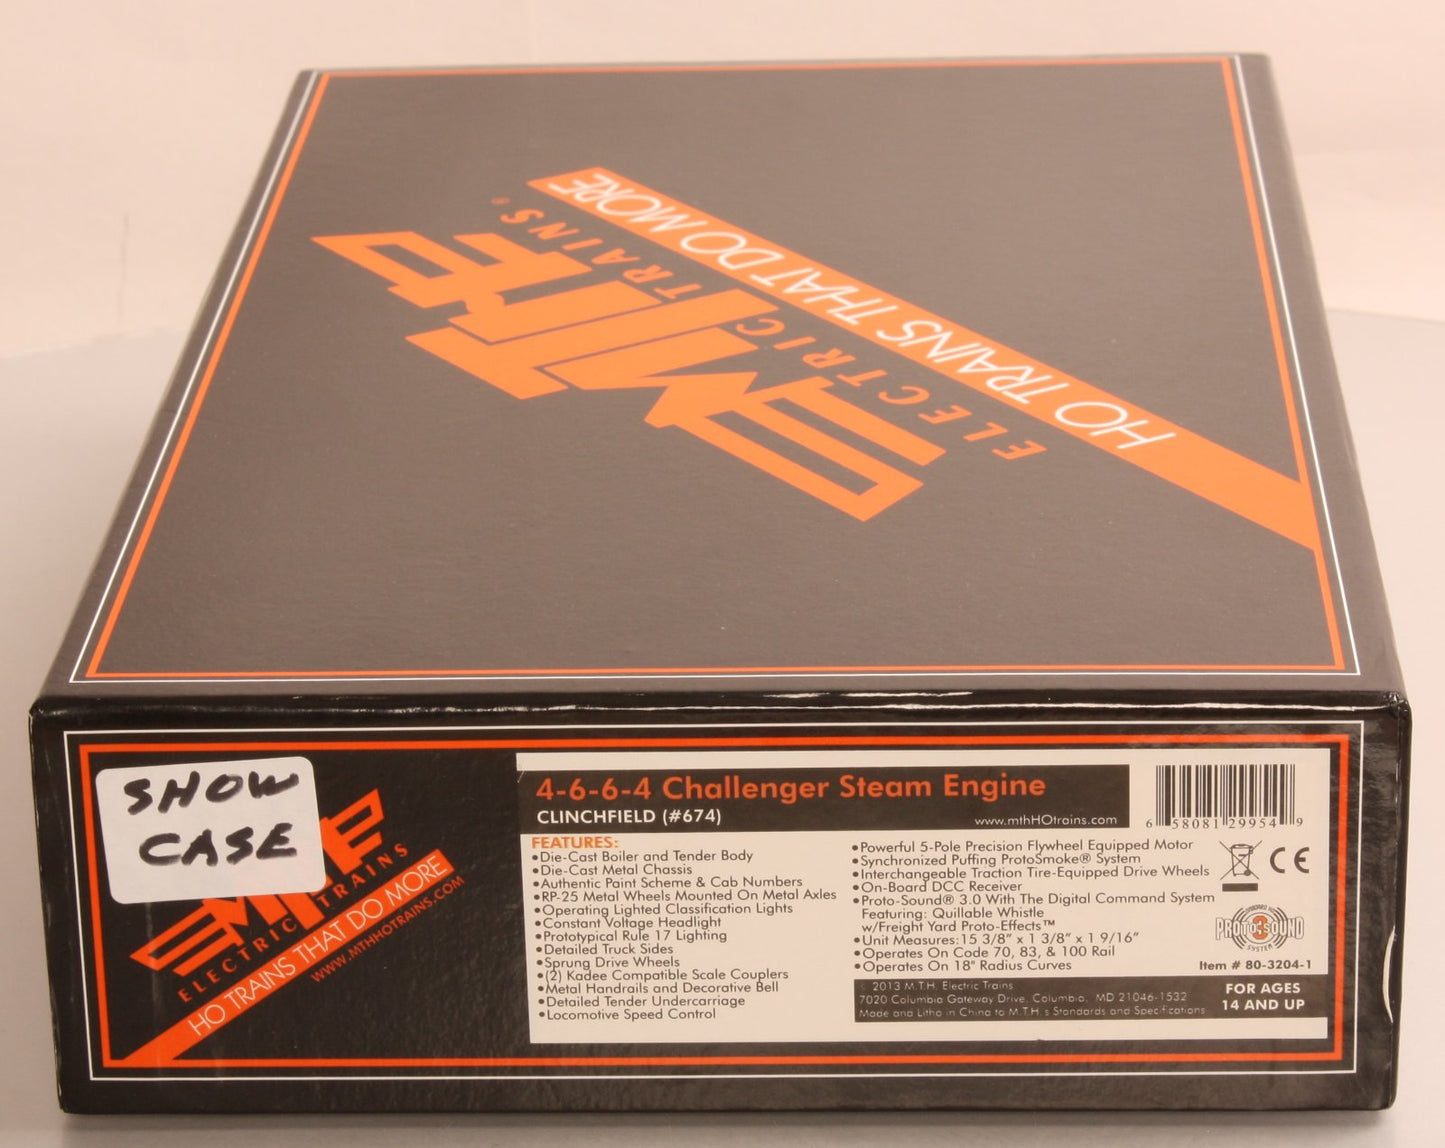 HO TRAINS THAT DO MORE
ELECTRIC TRAINS®
MTH
SHOW
CASE
MTH
ELECTRIC TRAINS
HO TRAINS THAT DO MORE
www.MTHHOTRAINS.COM
4-6-6-4 Challenger Steam Engine
CLINCHFIELD (#674)
www.mthHOtrains.com
6 58081 29954 9
FEATURES:
•Die-Cast Boiler and Tender Body
•Die-Cast Metal Chassis
•Authentic Paint Scheme & Cab Numbers
•RP-25 Metal Wheels Mounted On Metal Axles
•Operating Lighted Classification Lights
•Constant Voltage Headlight
•Prototypical Rule 17 Lighting
•Detailed Truck Sides
•Sprung Drive Wheels
•(2) Kadee Compatible Scale Couplers
•Metal Handrails and Decorative Bell
•Detailed Tender Undercarriage
•Locomotive Speed Control
•Powerful 5-Pole Precision Flywheel Equipped Motor
•Synchronized Puffing ProtoSmoke® System
•Interchangeable Traction Tire-Equipped Drive Wheels
•On-Board DCC Receiver
•Proto-Sound® 3.0 With The Digital Command System
Featuring: Quillable Whistle
w/Freight Yard Proto-Effects™
•Unit Measures: 15 3/8" x 1 3/8" x 1 9/16"
•Operates On Code 70, 83, & 100 Rail
•Operates On 18" Radius Curves
CE
PROTO 3 SOUND
SYSTEM
Item # 80-3204-1
© 2013 M.T.H. Electric Trains
7020 Columbia Gateway Drive, Columbia, MD 21046-1532
Made and Litho in China to M.T.H.'s Standards and Specifications
FOR AGES
14 AND UP